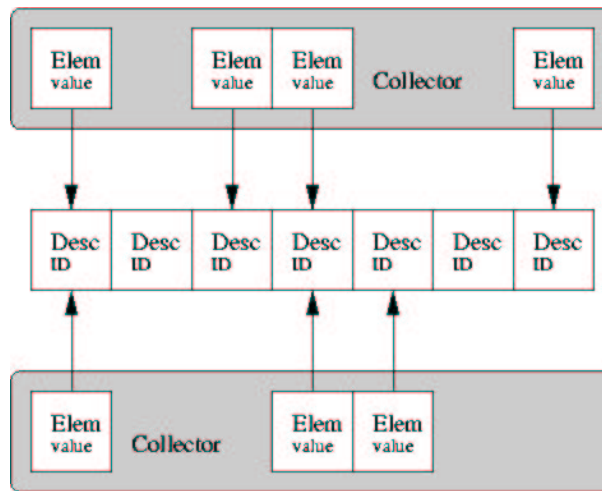 Elem Elem Elem Elem
value value value Collector value
Desc Desc Desc Desc Desc Desc Desc
ID ID ID ID ID ID ID
Elem Elem Elem
value Collector value value